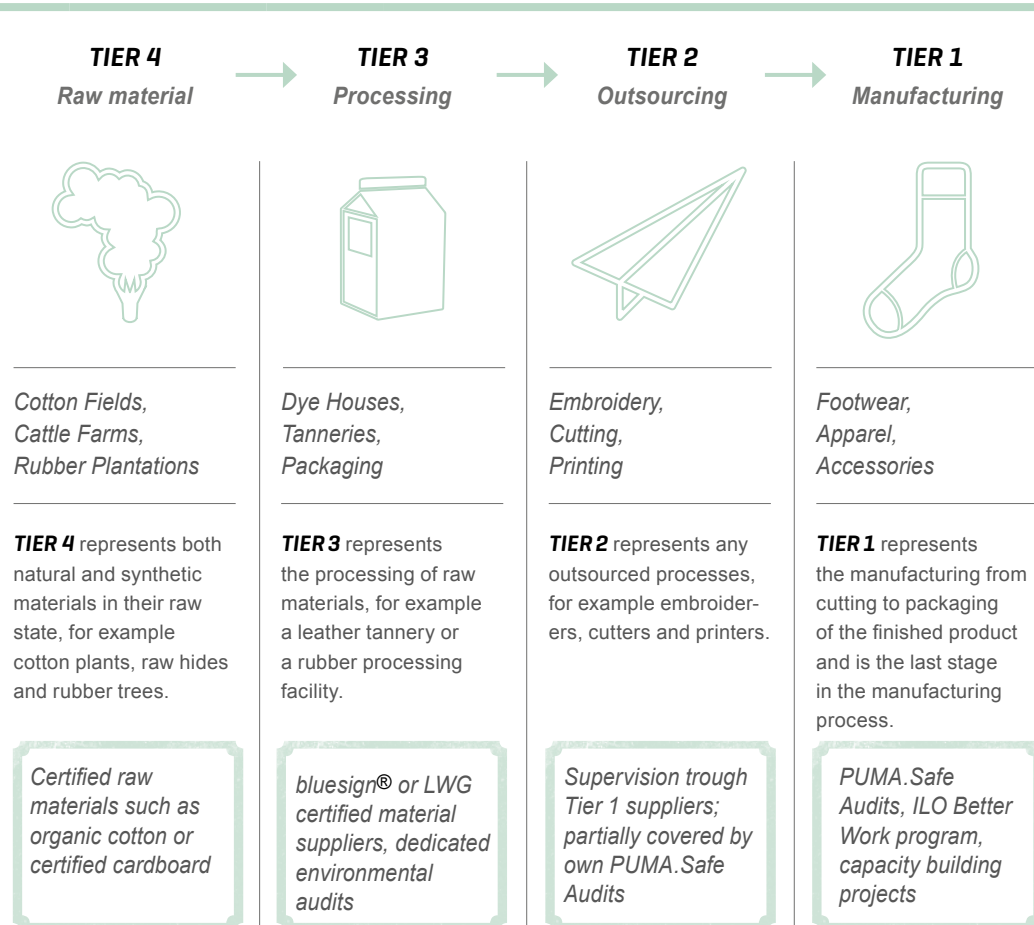 TIER 4
Raw material
TIER 3
Processing
TIER 2
Outsourcing
TIER 1
Manufacturing
Cotton Fields,
Cattle Farms,
Rubber Plantations
Dye Houses,
Tanneries,
Packaging
Embroidery,
Cutting,
Printing
Footwear,
Apparel,
Accessories
TIER 4 represents both
natural and synthetic
materials in their raw
state, for example
cotton plants, raw hides
and rubber trees.
TIER 3 represents
the processing of raw
materials, for example
a leather tannery or
a rubber processing
facility.
TIER 2 represents any
outsourced processes,
for example embroider-
ers, cutters and printers.
TIER 1 represents
the manufacturing from
cutting to packaging
of the finished product
and is the last stage
in the manufacturing
process.
Certified raw
materials such as
organic cotton or
certified cardboard
bluesign® or LWG
certified material
suppliers, dedicated
environmental
audits
Supervision trough
Tier 1 suppliers;
partially covered by
own PUMA.Safe
Audits
PUMA.Safe
Audits, ILO Better
Work program,
capacity building
projects